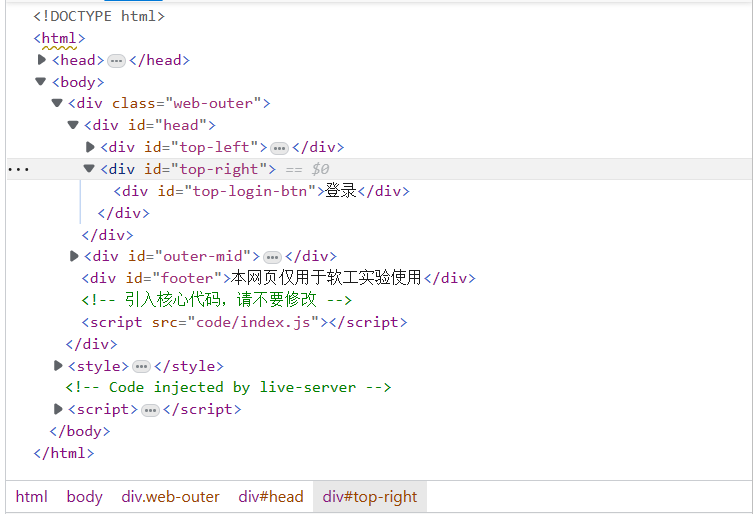 <!DOCTYPE html>
<html>
<head>…</head>
<body>
<div class="web-outer">
<div id="head">
<div id="top-left">…</div>
<div id="top-right"> == $0
<div id="top-login-btn">登录</div>
</div>
</div>
<div id="outer-mid">…</div>
<div id="footer">本网页仅用于软工实验使用</div>
<!-- 引入核心代码，请不要修改 -->
<script src="code/index.js"></script>
</div>
<style>…</style>
<!-- Code injected by live-server -->
<script>…</script>
</body>
</html>
html body div.web-outer div#head div#top-right